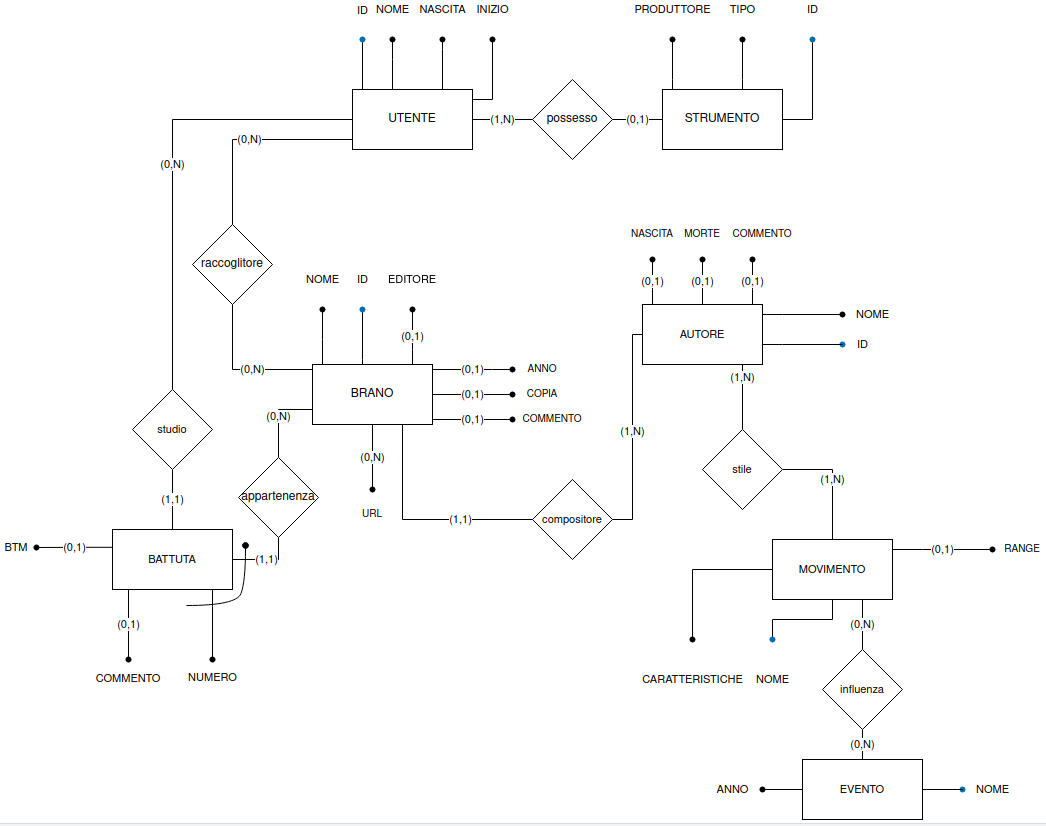 ID NOME NASCITA INIZIO
PRODUTTORE TIPO ID
UTENTE
(1,N)
possesso
(0,1)
STRUMENTO
(0,N)
(0,N)
raccoglitore
(0,N)
NASCITA MORTE COMMENTO
(0,1) (0,1) (0,1)
AUTORE
NOME
ID
NOME ID EDITORE
(0,1)
BRANO
(0,1) ANNO
(0,1) COPIA
(0,1) COMMENTO
(0,N)
(0,N)
URL
(1,N)
(1,N)
studio
appartenenza
(1,1)
compositore
stile
(1,N)
(1,1)
BTM (0,1)
BATTUTA
(1,1)
(0,1)
COMMENTO NUMERO
MOVIMENTO
(0,1) RANGE
CARATTERISTICHE NOME
(0,N)
influenza
(0,N)
ANNO
EVENTO
NOME